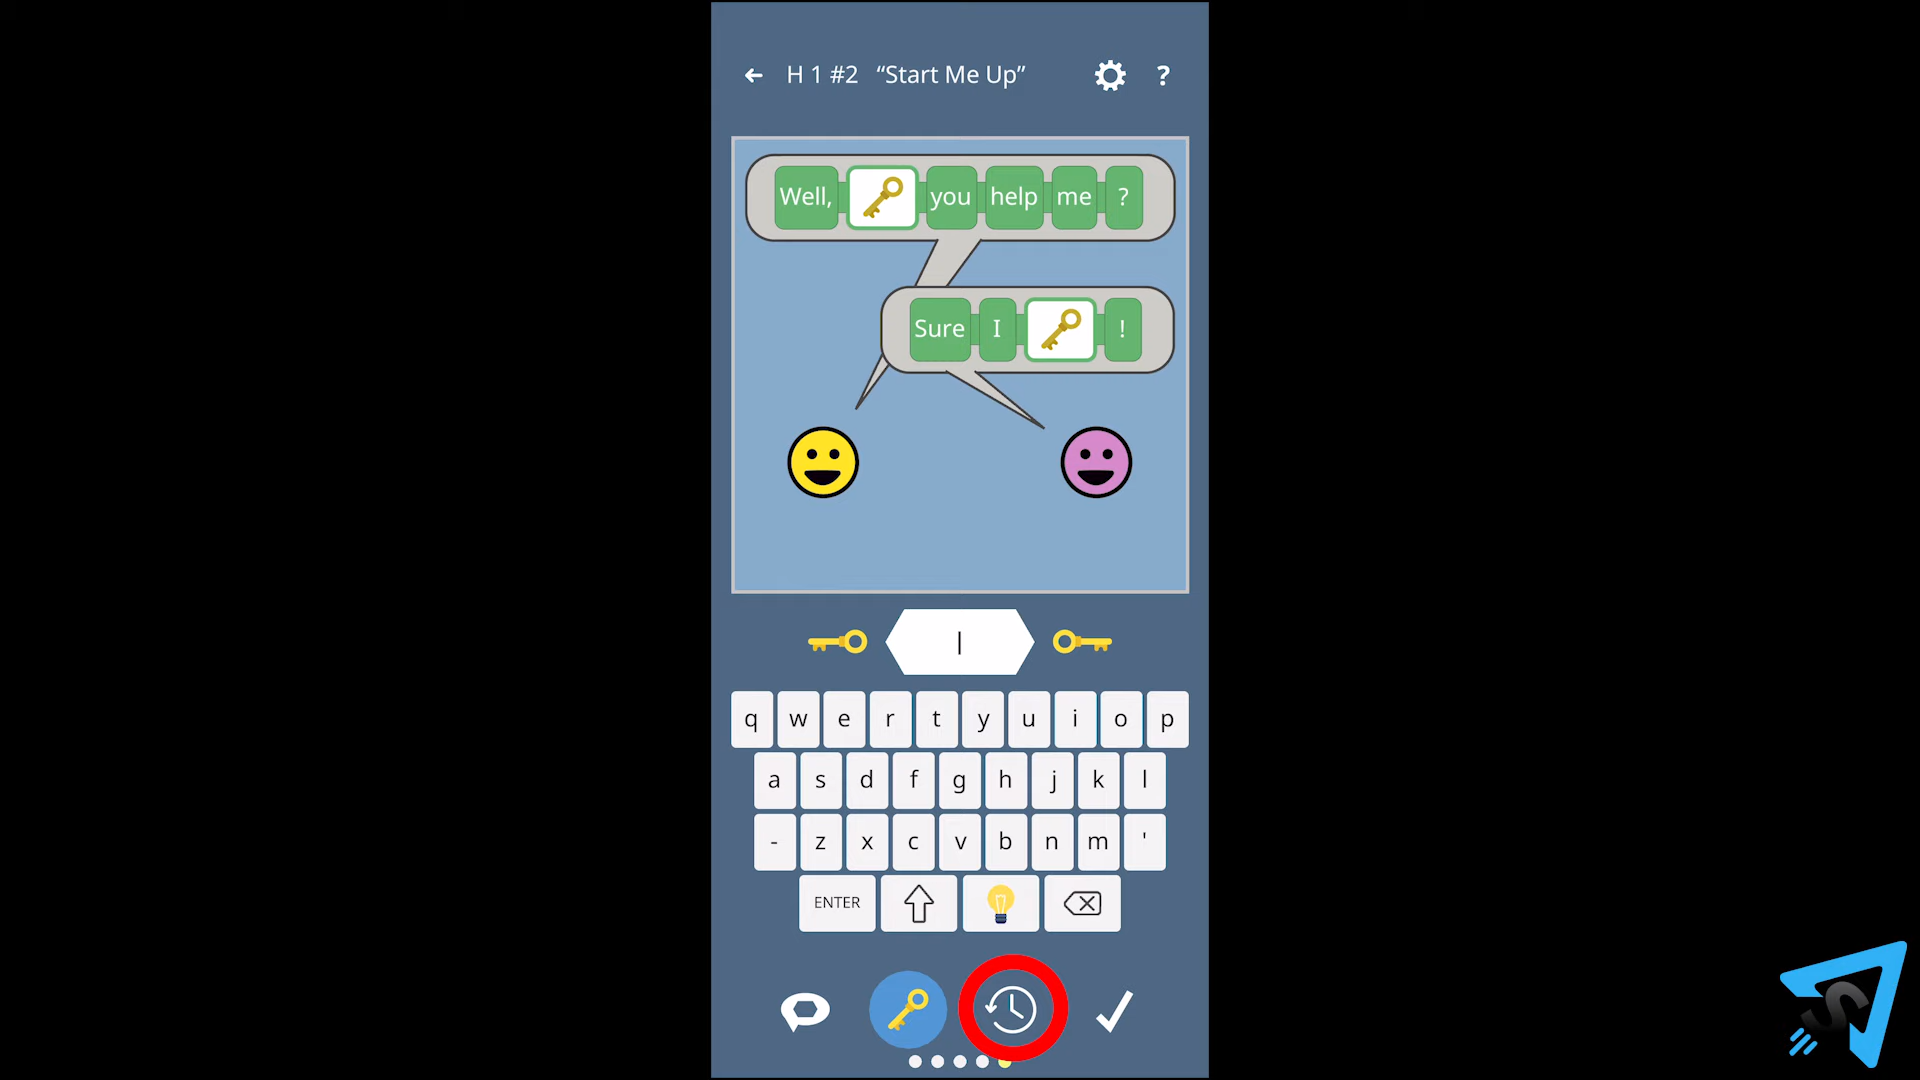 H 1 #2 “Start Me Up” ?
Well, you help me ?
Sure I !
q w e r t y u i o p
a s d f g h j k l
- z x c v b n m '
ENTER
S